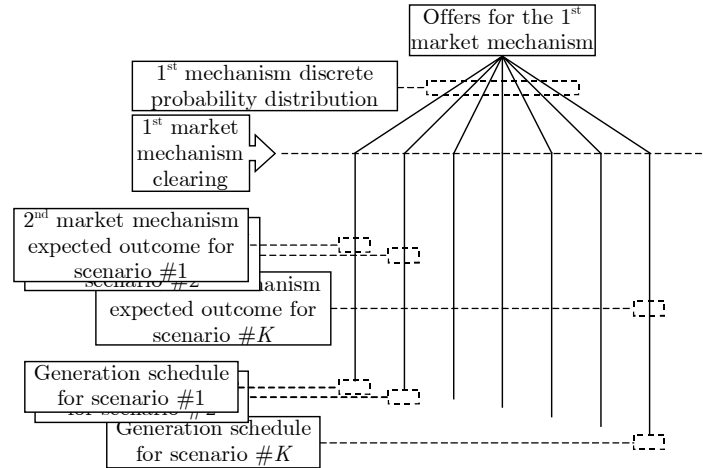 Offers for the 1st
market mechanism
1st mechanism discrete
probability distribution
1st market
mechanism
clearing
2nd market mechanism
expected outcome for
scenario #1
scenario #2
mechanism
expected outcome for
scenario #K
Generation schedule
for scenario #1
for scenario #2
Generation schedule
for scenario #K